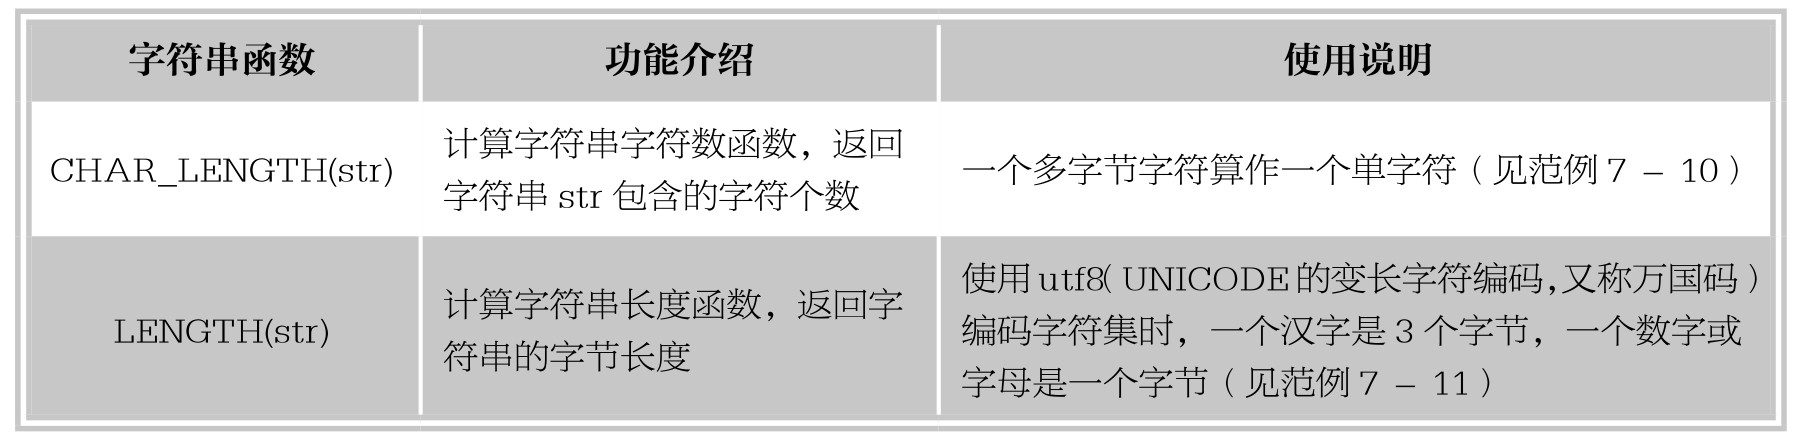 字符串函数 功能介绍 使用说明
CHAR_LENGTH(str)
计算字符串字符数函数，返回
字符串 str 包含的字符个数
一个多字节字符算作一个单字符（见范例 7 – 10）
LENGTH(str)
计算字符串长度函数，返回字
符串的字节长度
使用 utf8（UNICODE 的变长字符编码,又称万国码）
编码字符集时，一个汉字是 3 个字节，一个数字或
字母是一个字节（见范例 7 – 11）